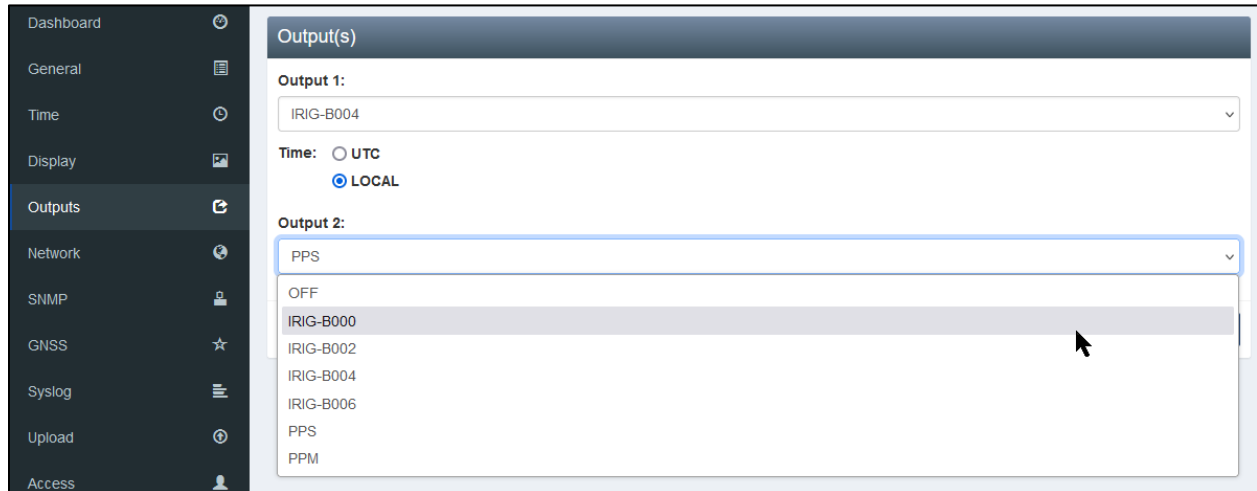 Dashboard
General
Time
Display
Outputs
Network
SNMP
GNSS
Syslog
Upload
Access
Output(s)
Output 1:
IRIG-B004
Time: UTC
LOCAL
Output 2:
PPS
OFF
IRIG-B000
IRIG-B002
IRIG-B004
IRIG-B006
PPS
PPM